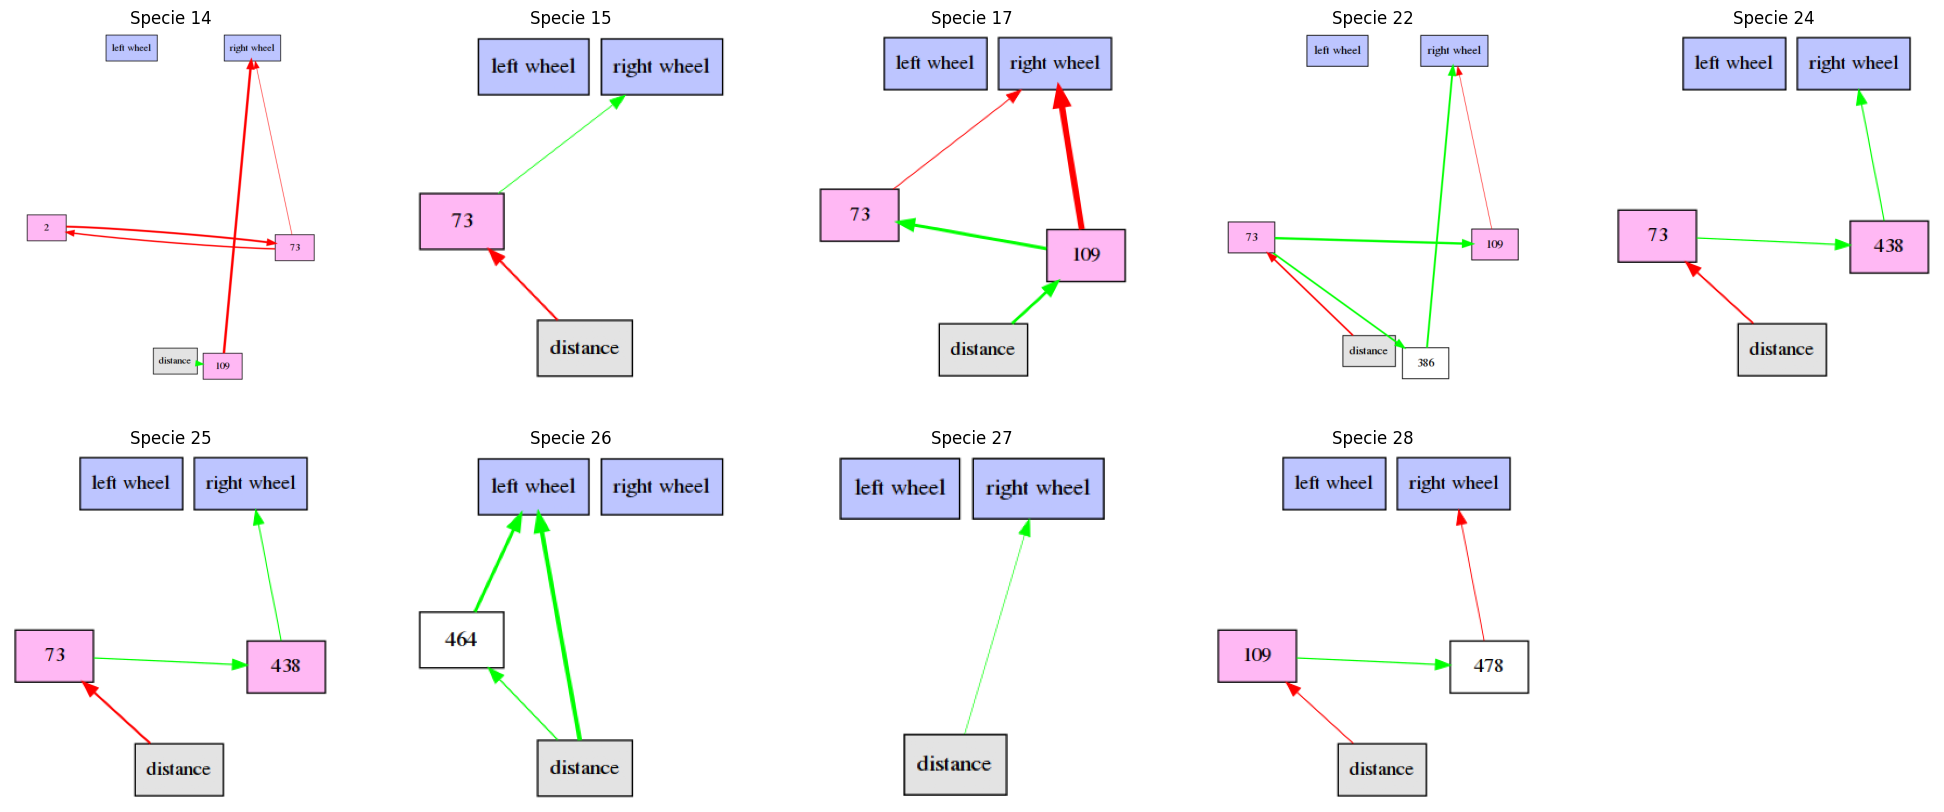 Specie 14
left wheel
right wheel
2
73
distance
109
Specie 15
left wheel
right wheel
73
distance
Specie 17
left wheel
right wheel
73
109
distance
Specie 22
left wheel
right wheel
73
109
distance
386
Specie 24
left wheel
right wheel
73
438
distance
Specie 25
left wheel
right wheel
73
438
distance
Specie 26
left wheel
right wheel
464
distance
Specie 27
left wheel
right wheel
distance
Specie 28
left wheel
right wheel
109
478
distance